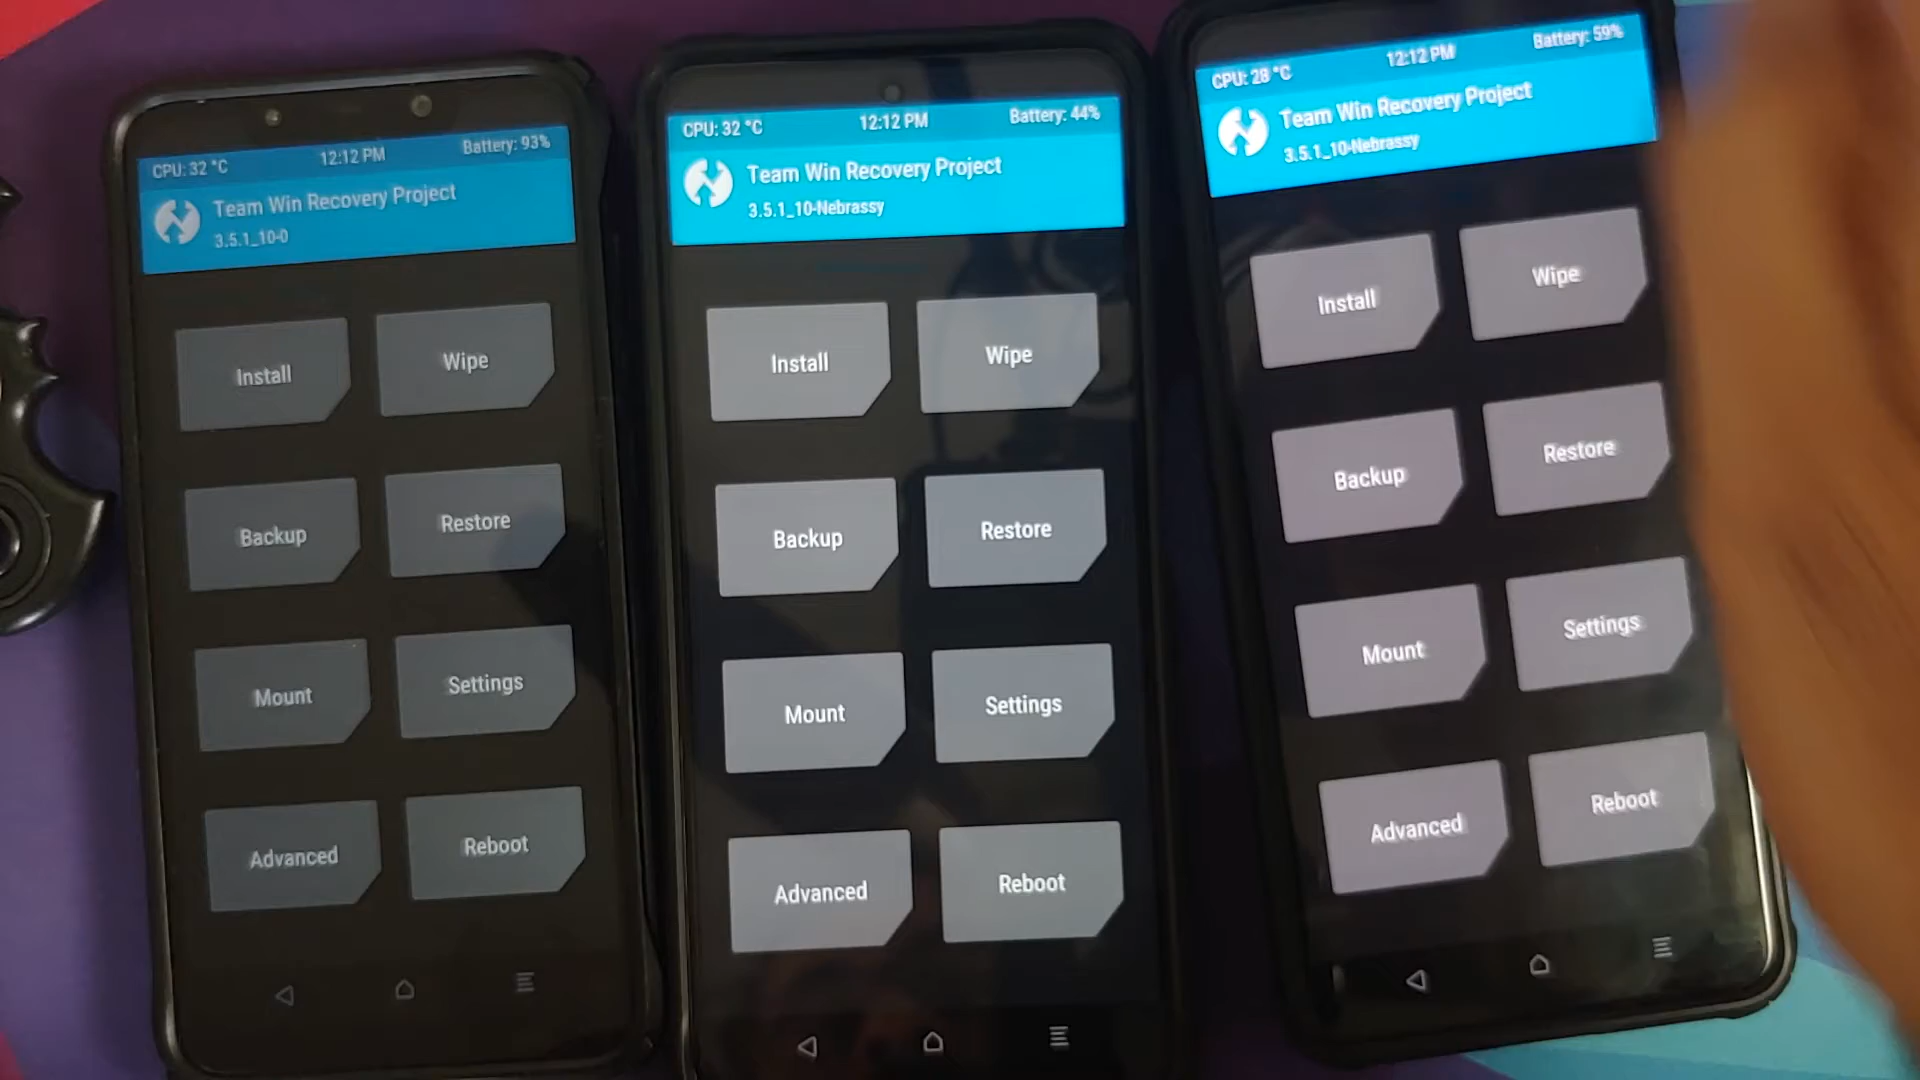 CPU: 32 °C 12:12 PM Battery: 93%
Team Win Recovery Project
3.5.1_10-0
Install Wipe
Backup Restore
Mount Settings
Advanced Reboot
CPU: 32 °C 12:12 PM Battery: 44%
Team Win Recovery Project
3.5.1_10-Nebrassy
Install Wipe
Backup Restore
Mount Settings
Advanced Reboot
CPU: 28 °C 12:12 PM Battery: 59%
Team Win Recovery Project
3.5.1_10-Nebrassy
Install Wipe
Backup Restore
Mount Settings
Advanced Reboot